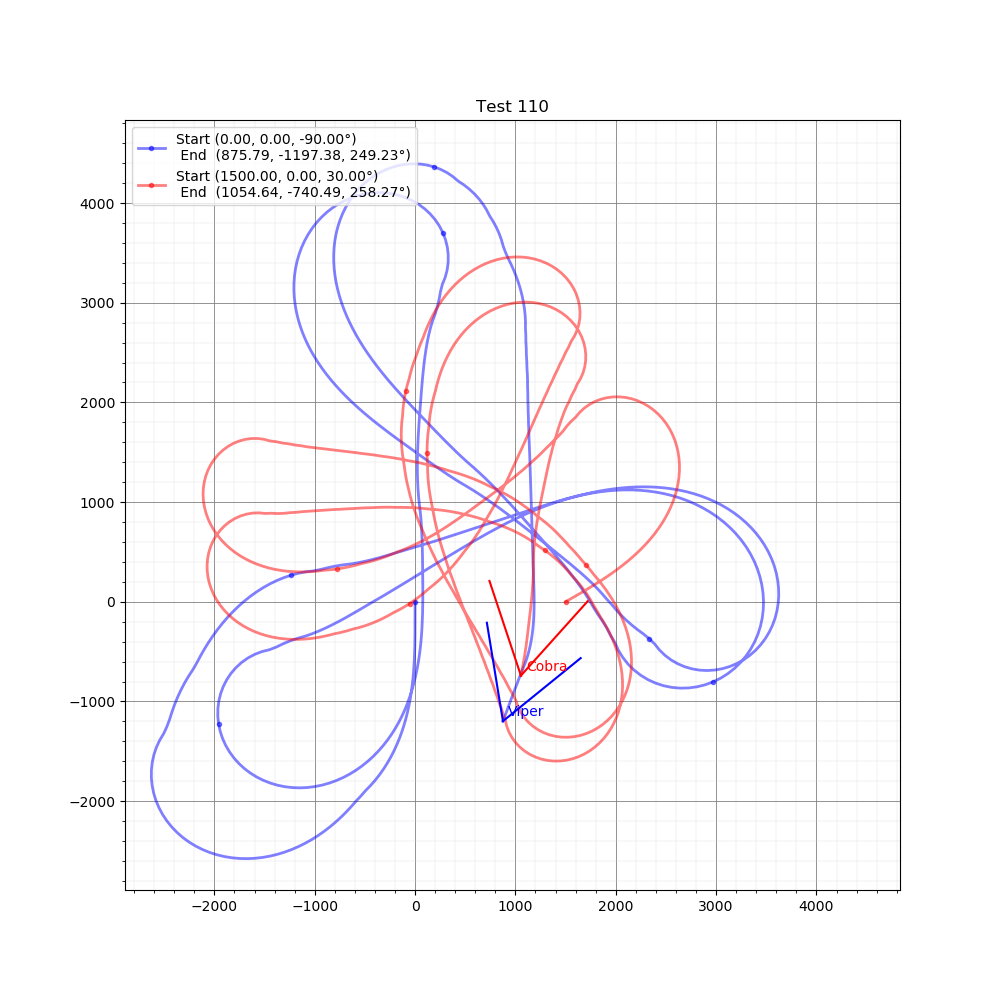 Test 110
Start (0.00, 0.00, -90.00°)
End (875.79, -1197.38, 249.23°)
Start (1500.00, 0.00, 30.00°)
End (1054.64, -740.49, 258.27°)
4000
3000
2000
1000
0
−1000
−2000
Cobra
Viper
−2000 −1000 0 1000 2000 3000 4000